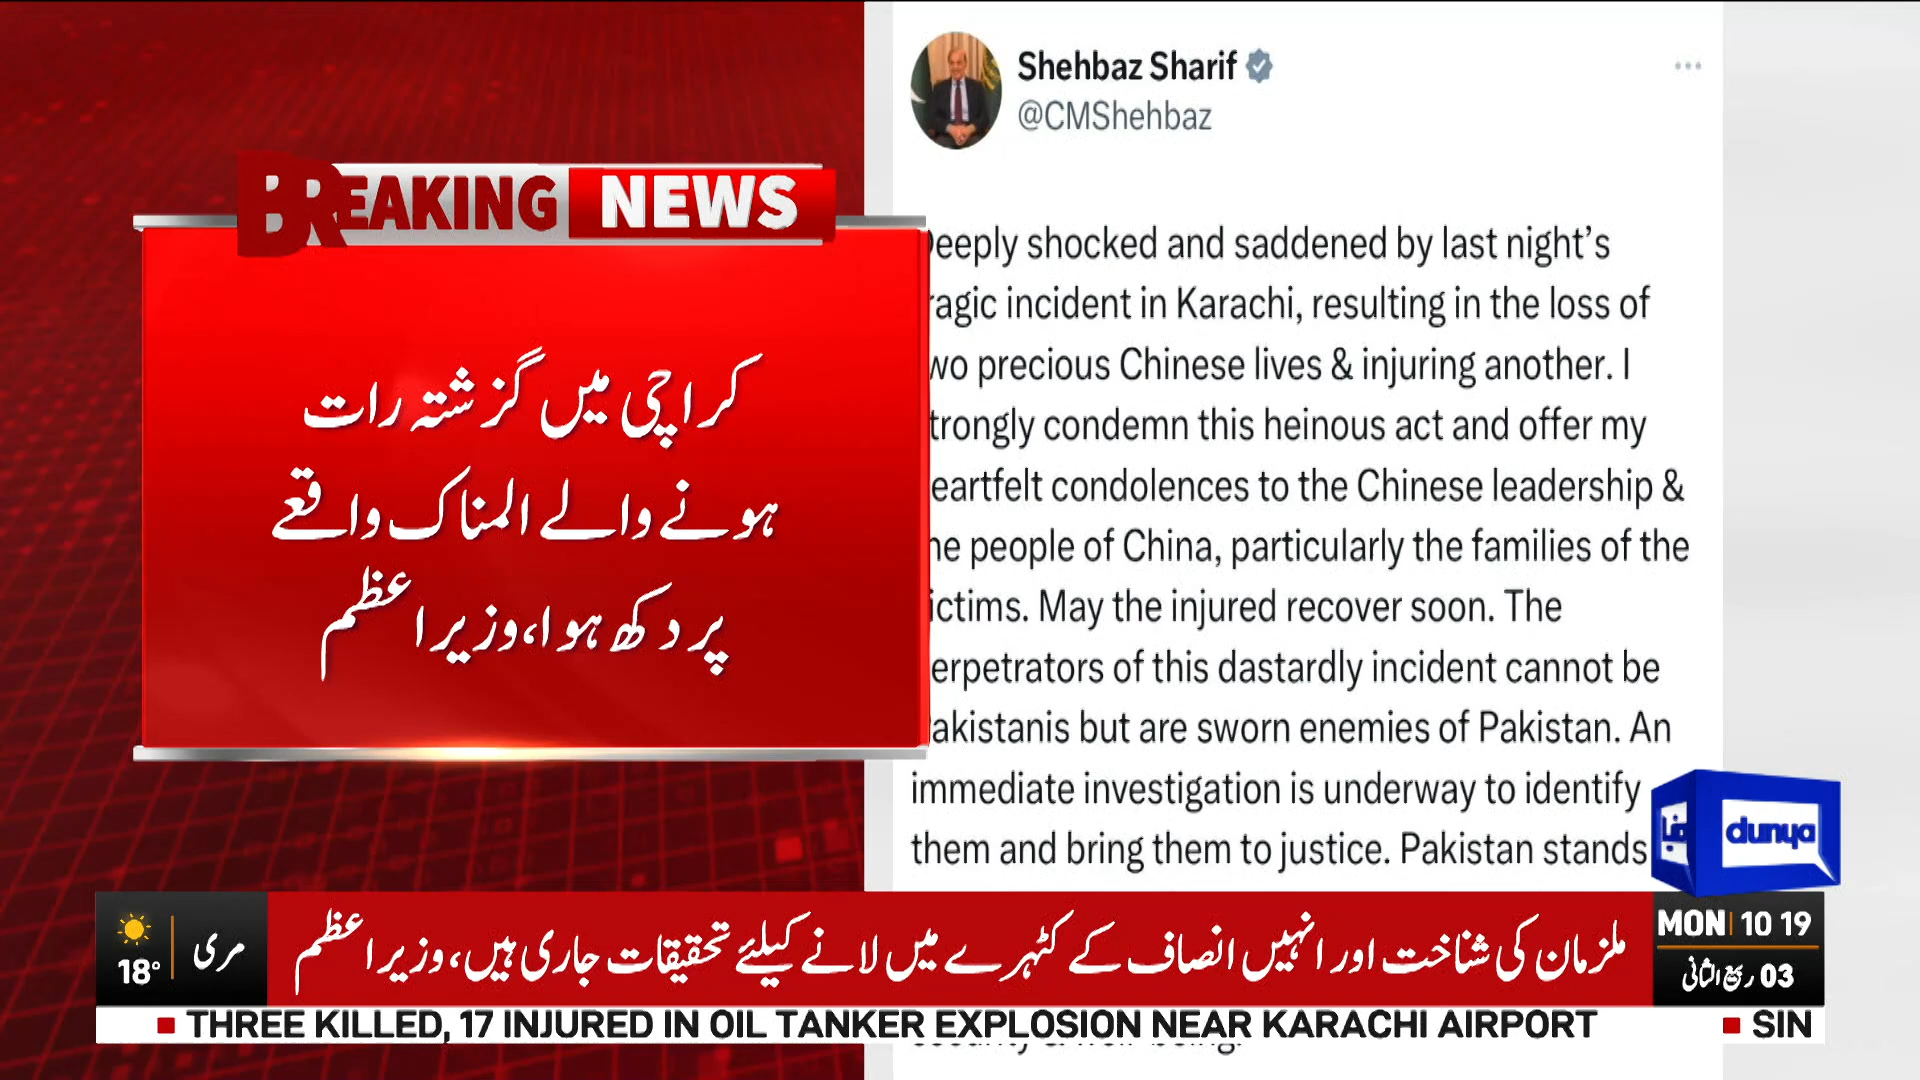 BREAKING NEWS
کراچی میں گزشتہ رات
ہونے والے المناک واقعے
پر دکھ ہوا، وزیراعظم
Shehbaz Sharif
@CMShehbaz
eeply shocked and saddened by last night’s
ragic incident in Karachi, resulting in the loss of
wo precious Chinese lives & injuring another. I
trongly condemn this heinous act and offer my
eartfelt condolences to the Chinese leadership &
he people of China, particularly the families of the
ictims. May the injured recover soon. The
erpetrators of this dastardly incident cannot be
akistanis but are sworn enemies of Pakistan. An
immediate investigation is underway to identify
them and bring them to justice. Pakistan stands
دنیا dunya
18° مری
ملزمان کی شناخت اور انہیں انصاف کے کٹہرے میں لانے کیلئے تحقیقات جاری ہیں، وزیراعظم
MON 10 19
03 ربیع الثانی
THREE KILLED, 17 INJURED IN OIL TANKER EXPLOSION NEAR KARACHI AIRPORT
SIN